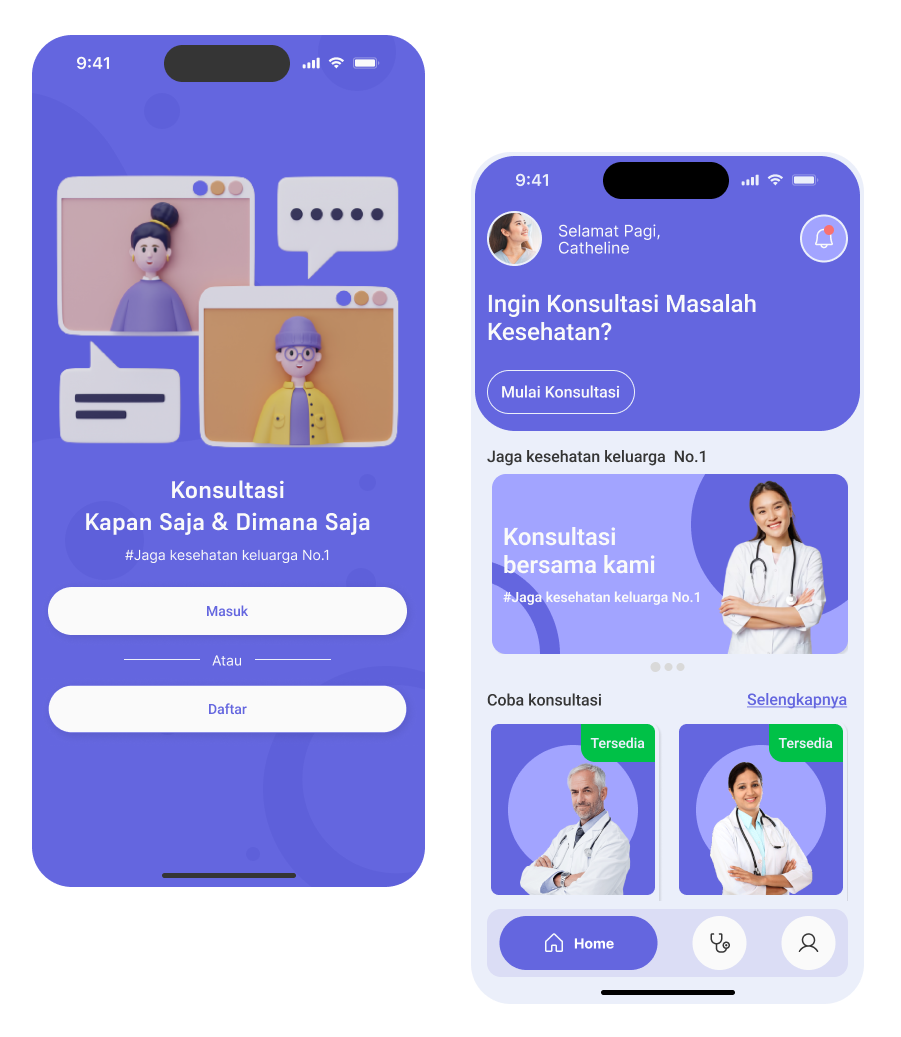 9:41
Konsultasi
Kapan Saja & Dimana Saja
#Jaga kesehatan keluarga No.1
Masuk
Atau
Daftar
9:41
Selamat Pagi,
Catheline
Ingin Konsultasi Masalah
Kesehatan?
Mulai Konsultasi
Jaga kesehatan keluarga No.1
Konsultasi
bersama kami
#Jaga kesehatan keluarga No.1
Coba konsultasi
Selengkapnya
Tersedia
Tersedia
Home